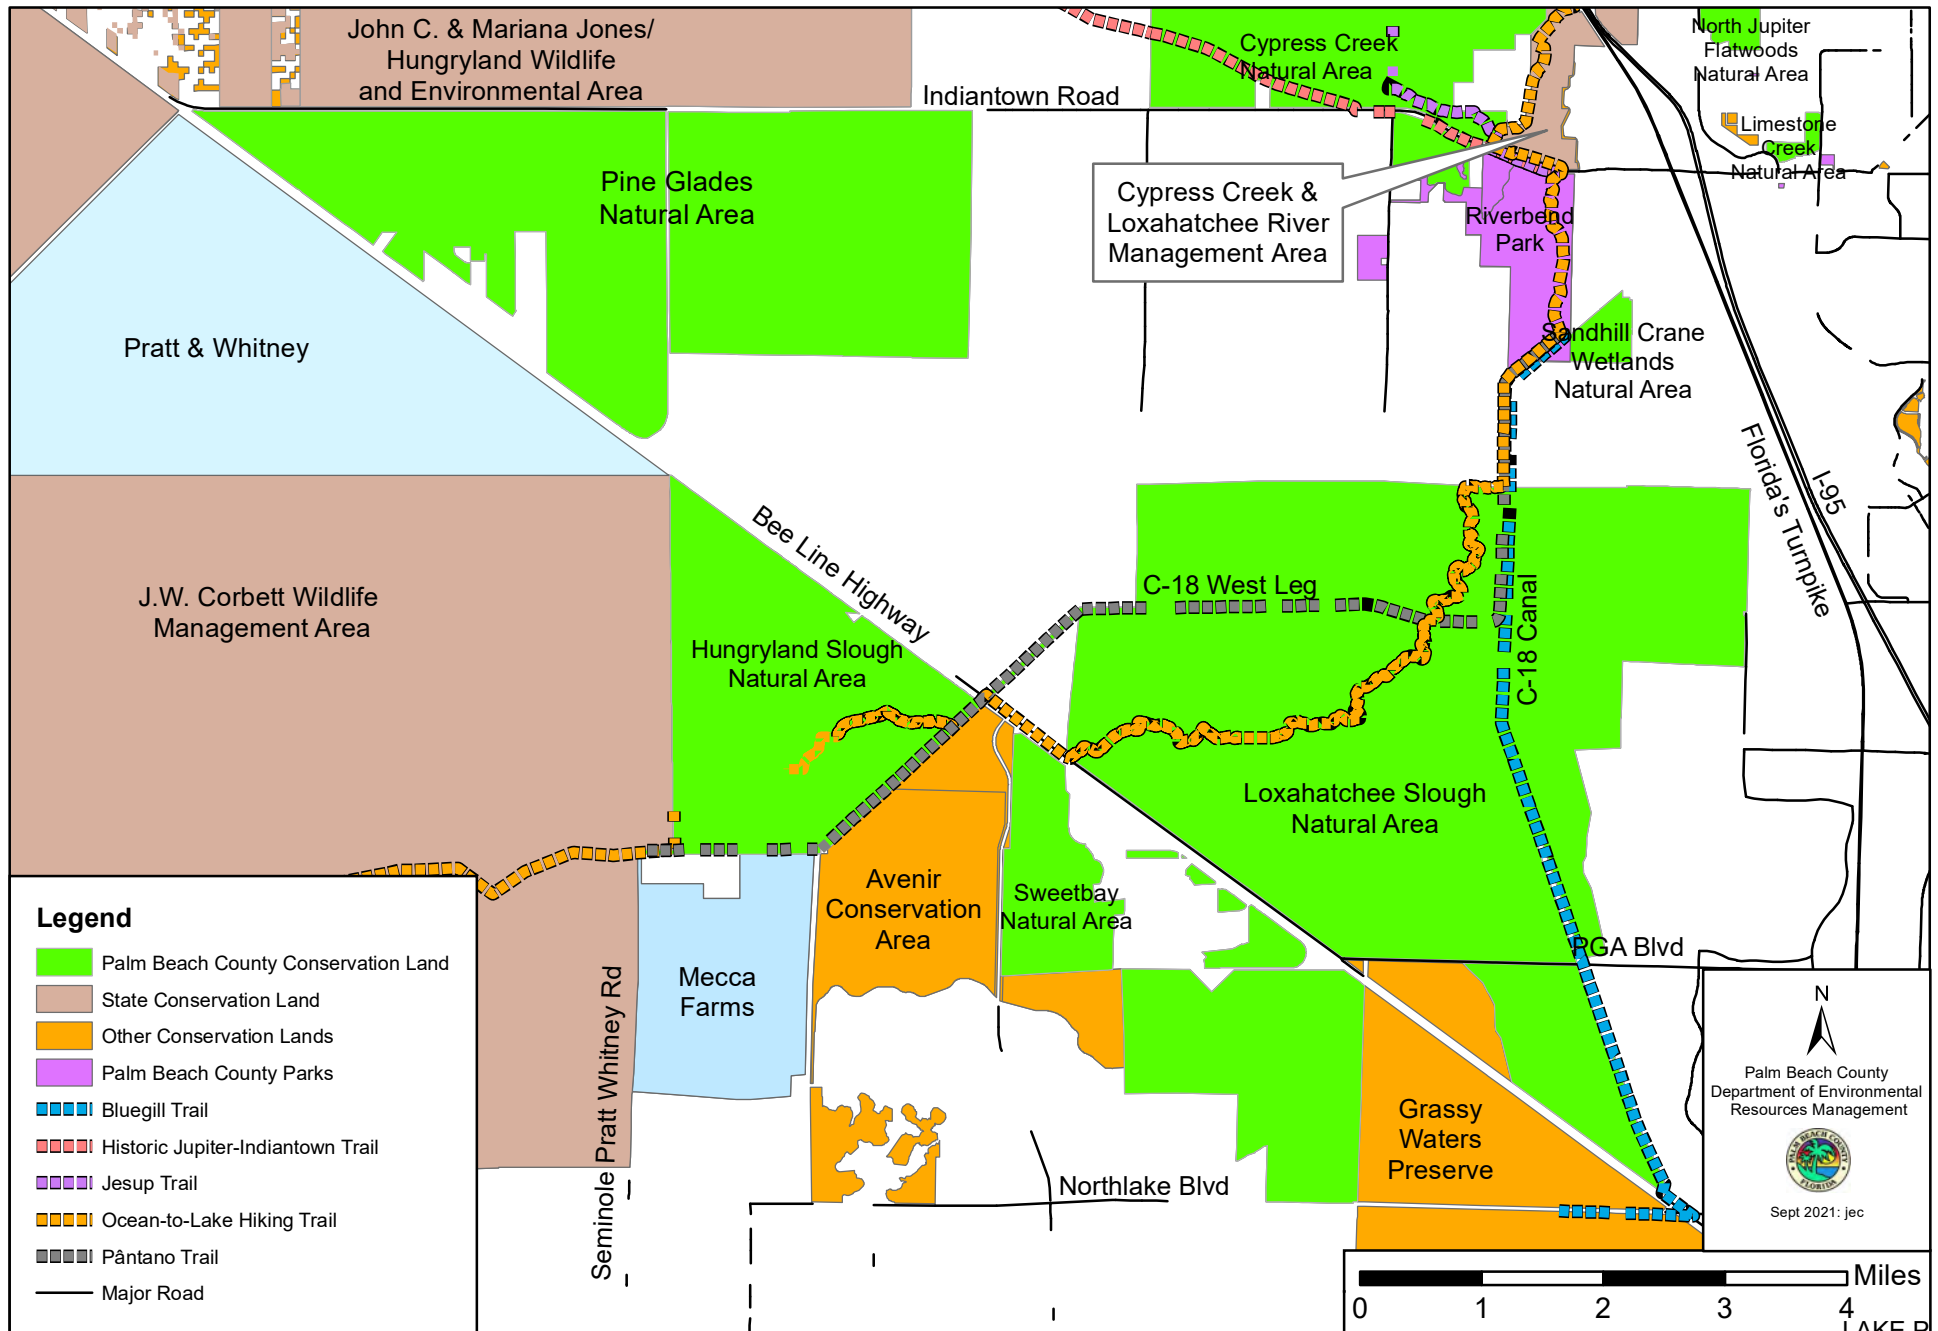 John C. & Mariana Jones/
Hungryland Wildlife
and Environmental Area
Indiantown Road
Cypress Creek
Natural Area
North Jupiter
Flatwoods
Natural Area
Limestone
Creek
Natural Area
Pine Glades
Natural Area
Cypress Creek &
Loxahatchee River
Management Area
Riverbend
Park
Pratt & Whitney
Sandhill Crane
Wetlands
Natural Area
Florida's Turnpike
I-95
Bee Line Highway
J.W. Corbett Wildlife
Management Area
C-18 West Leg
C-18 Canal
Hungryland Slough
Natural Area
Loxahatchee Slough
Natural Area
Avenir
Conservation
Area
Sweetbay
Natural Area
PGA Blvd
Mecca
Farms
Seminole Pratt Whitney Rd
Grassy
Waters
Preserve
Northlake Blvd
Legend
Palm Beach County Conservation Land
State Conservation Land
Other Conservation Lands
Palm Beach County Parks
Bluegill Trail
Historic Jupiter-Indiantown Trail
Jesup Trail
Ocean-to-Lake Hiking Trail
Pântano Trail
Major Road
N
Palm Beach County
Department of Environmental
Resources Management
PALM BEACH COUNTY
FLORIDA
Sept 2021: jec
Miles
0 1 2 3 4
LAKE P